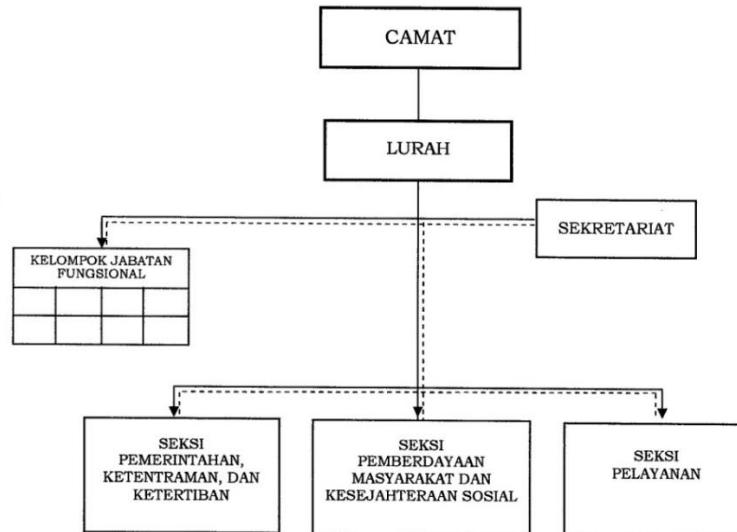 CAMAT
LURAH
SEKRETARIAT
KELOMPOK JABATAN
FUNGSIONAL
SEKSI
PEMERINTAHAN,
KETENTRAMAN, DAN
KETERTIBAN
SEKSI
PEMBERDAYAAN
MASYARAKAT DAN
KESEJAHTERAAN SOSIAL
SEKSI
PELAYANAN